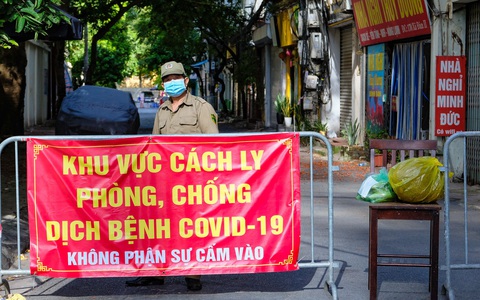 KHU VỰC CÁCH LY
PHÒNG, CHỐNG
DỊCH BỆNH COVID-19
KHÔNG PHẬN SỰ CẤM VÀO
NHÀ
NGHỈ
MINH
ĐỨC